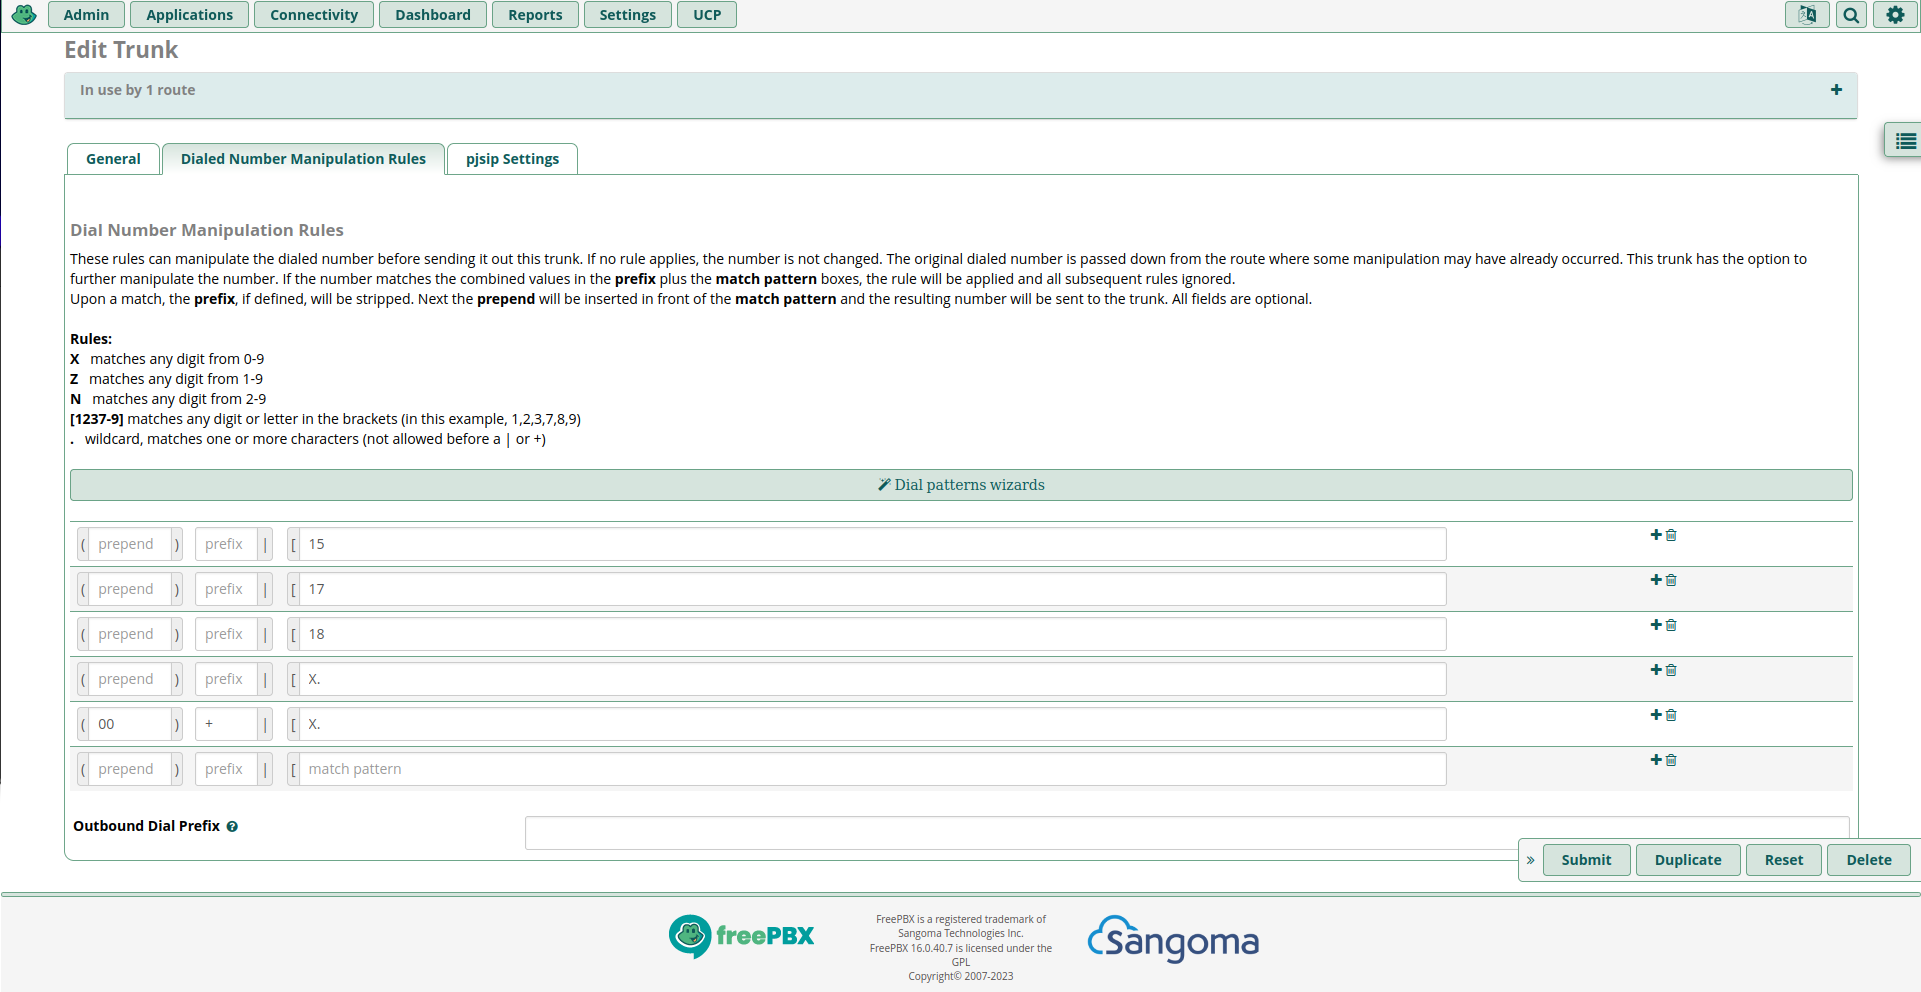 Admin Applications Connectivity Dashboard Reports Settings UCP
Edit Trunk
In use by 1 route
General Dialed Number Manipulation Rules pjsip Settings
Dial Number Manipulation Rules
These rules can manipulate the dialed number before sending it out this trunk. If no rule applies, the number is not changed. The original dialed number is passed down from the route where some manipulation may have already occurred. This trunk has the option to
further manipulate the number. If the number matches the combined values in the prefix plus the match pattern boxes, the rule will be applied and all subsequent rules ignored.
Upon a match, the prefix, if defined, will be stripped. Next the prepend will be inserted in front of the match pattern and the resulting number will be sent to the trunk. All fields are optional.
Rules:
X matches any digit from 0-9
Z matches any digit from 1-9
N matches any digit from 2-9
[1237-9] matches any digit or letter in the brackets (in this example, 1,2,3,7,8,9)
. wildcard, matches one or more characters (not allowed before a | or +)
Dial patterns wizards
( prepend ) prefix | [ 15
( prepend ) prefix | [ 17
( prepend ) prefix | [ 18
( prepend ) prefix | [ X.
( 00 ) + | [ X.
( prepend ) prefix | [ match pattern
Outbound Dial Prefix
» Submit Duplicate Reset Delete
freePBX
FreePBX is a registered trademark of
Sangoma Technologies Inc.
FreePBX 16.0.40.7 is licensed under the
GPL
Copyright© 2007-2023
Sangoma